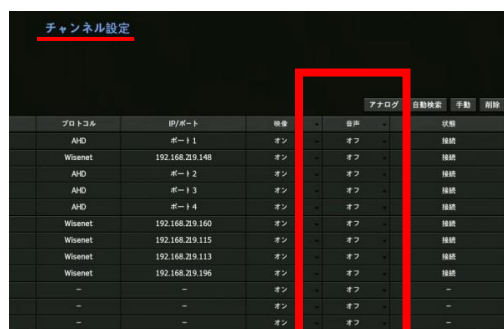 チャンネル設定
アナログ 自動検索 手動 削除
プロトコル IP/ポート 映像 音声 状態
AHD ポート1 オン オフ 接続
Wisenet 192.168.219.148 オン オフ 接続
AHD ポート2 オン オフ 接続
AHD ポート3 オン オフ 接続
AHD ポート4 オン オフ 接続
Wisenet 192.168.219.160 オン オフ 接続
Wisenet 192.168.219.115 オン オフ 接続
Wisenet 192.168.219.113 オン オフ 接続
Wisenet 192.168.219.196 オン オフ 接続
– – オン オフ –
– – オン オフ –
– – オン オフ –